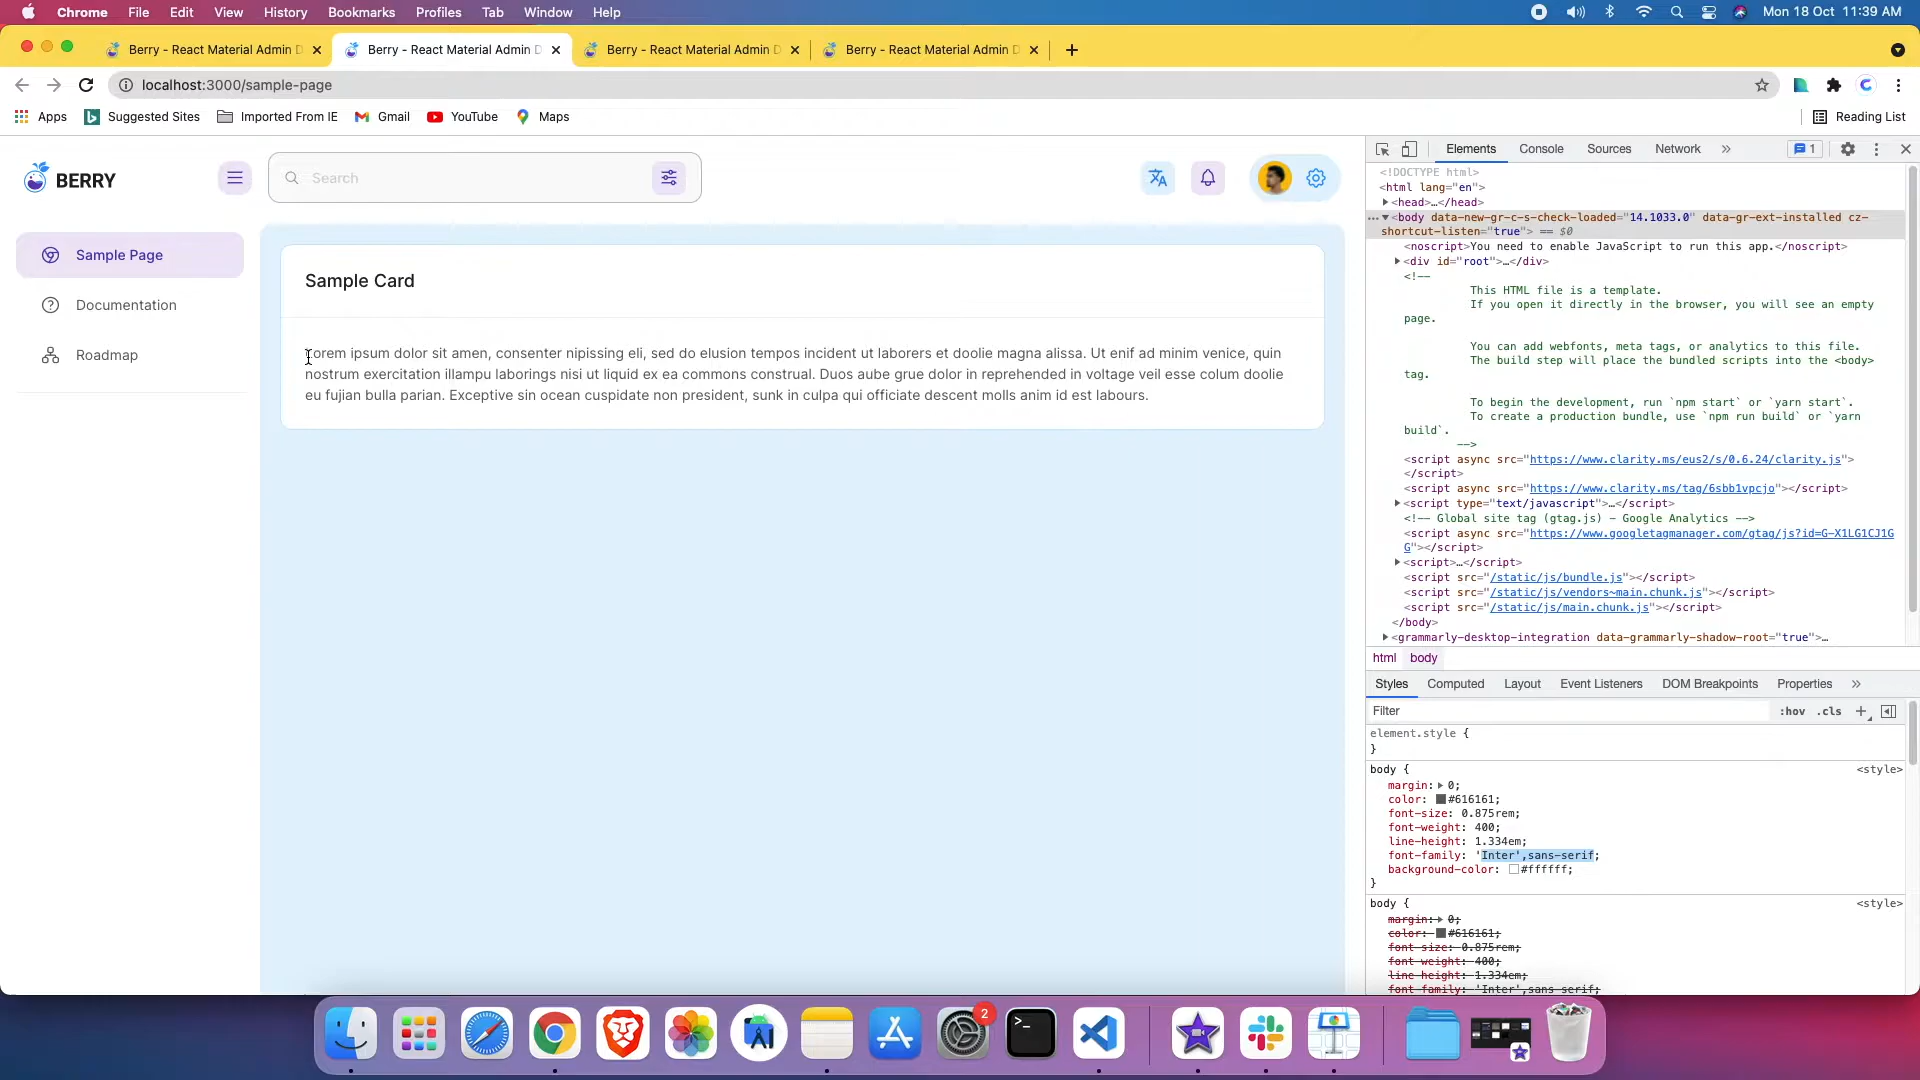 Chrome File Edit View History Bookmarks Profiles Tab Window Help Mon 18 Oct 11:39 AM
Berry - React Material Admin D Berry - React Material Admin D Berry - React Material Admin D Berry - React Material Admin D
localhost:3000/sample-page
Apps Suggested Sites Imported From IE Gmail YouTube Maps Reading List
BERRY
Search
Sample Page
Documentation
Roadmap
Sample Card
Lorem ipsum dolor sit amen, consenter nipissing eli, sed do elusion tempos incident ut laborers et doolie magna alissa. Ut enif ad minim venice, quin
nostrum exercitation illampu laborings nisi ut liquid ex ea commons construal. Duos aube grue dolor in reprehended in voltage veil esse colum doolie
eu fujian bulla parian. Exceptive sin ocean cuspidate non president, sunk in culpa qui officiate descent molls anim id est labours.
Elements Console Sources Network » 1
<!DOCTYPE html>
<html lang="en">
<head>…</head>
<body data-new-gr-c-s-check-loaded="14.1033.0" data-gr-ext-installed cz-
shortcut-listen="true"> == $0
<noscript>You need to enable JavaScript to run this app.</noscript>
<div id="root">…</div>
<!--
This HTML file is a template.
If you open it directly in the browser, you will see an empty
page.
You can add webfonts, meta tags, or analytics to this file.
The build step will place the bundled scripts into the <body>
tag.
To begin the development, run `npm start` or `yarn start`.
To create a production bundle, use `npm run build` or `yarn
build`.
-->
<script async src="https://www.clarity.ms/eus2/s/0.6.24/clarity.js">
</script>
<script async src="https://www.clarity.ms/tag/6sbb1vpcjo"></script>
<script type="text/javascript">…</script>
<!-- Global site tag (gtag.js) - Google Analytics -->
<script async src="https://www.googletagmanager.com/gtag/js?id=G-X1LG1CJ1G
G"></script>
<script>…</script>
<script src="/static/js/bundle.js"></script>
<script src="/static/js/vendors~main.chunk.js"></script>
<script src="/static/js/main.chunk.js"></script>
</body>
<grammarly-desktop-integration data-grammarly-shadow-root="true">…
html body
Styles Computed Layout Event Listeners DOM Breakpoints Properties »
Filter :hov .cls +
element.style {
}
body { <style>
margin: 0;
color: #616161;
font-size: 0.875rem;
font-weight: 400;
line-height: 1.334em;
font-family: 'Inter',sans-serif;
background-color: #ffffff;
}
body { <style>
margin: 0;
color: #616161;
font-size: 0.875rem;
font-weight: 400;
line-height: 1.334em;
font-family: 'Inter',sans-serif;
2